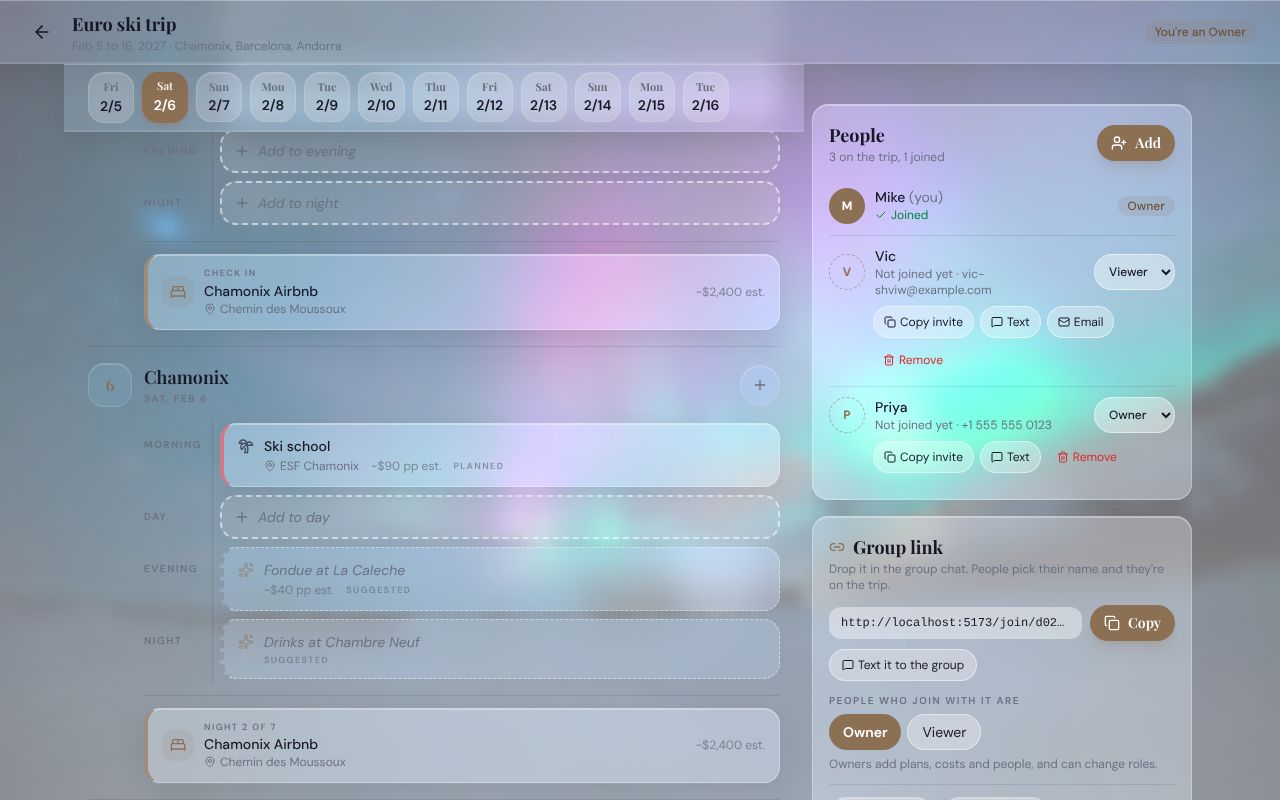 Euro ski trip
Feb 5 to 16, 2027 · Chamonix, Barcelona, Andorra
You're an Owner
Fri 2/5
Sat 2/6
Sun 2/7
Mon 2/8
Tue 2/9
Wed 2/10
Thu 2/11
Fri 2/12
Sat 2/13
Sun 2/14
Mon 2/15
Tue 2/16
EVENING
Add to evening
NIGHT
Add to night
CHECK IN
Chamonix Airbnb
~$2,400 est.
Chemin des Moussoux
6
Chamonix
SAT, FEB 6
MORNING
Ski school
ESF Chamonix ~$90 pp est. PLANNED
DAY
Add to day
EVENING
Fondue at La Caleche
~$40 pp est. SUGGESTED
NIGHT
Drinks at Chambre Neuf
SUGGESTED
NIGHT 2 OF 7
Chamonix Airbnb
~$2,400 est.
Chemin des Moussoux
People
3 on the trip, 1 joined
Add
M
Mike (you)
Joined
Owner
V
Vic
Not joined yet · vic-
shviw@example.com
Viewer
Copy invite
Text
Email
Remove
P
Priya
Not joined yet · +1 555 555 0123
Owner
Copy invite
Text
Remove
Group link
Drop it in the group chat. People pick their name and they're
on the trip.
http://localhost:5173/join/d02…
Copy
Text it to the group
PEOPLE WHO JOIN WITH IT ARE
Owner
Viewer
Owners add plans, costs and people, and can change roles.